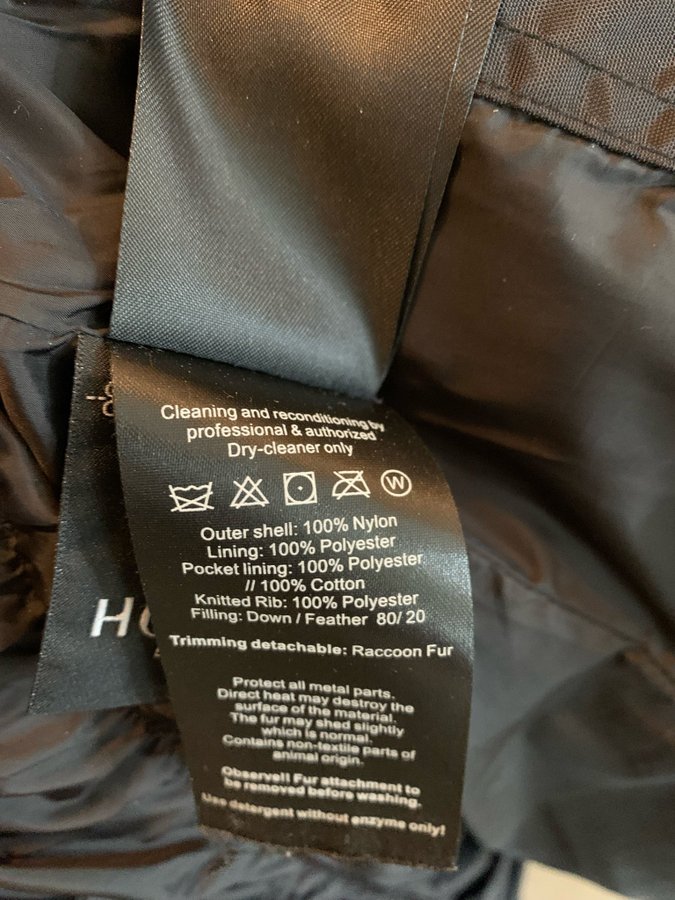 Cleaning and reconditioning by
professional & authorized
Dry-cleaner only
W
Outer shell: 100% Nylon
Lining: 100% Polyester
Pocket lining: 100% Polyester
// 100% Cotton
Knitted Rib: 100% Polyester
Filling: Down / Feather 80/20
Trimming detachable: Raccoon Fur
HO
Protect all metal parts.
Direct heat may destroy the
surface of the material.
The fur may shed slightly
which is normal.
Contains non-textile parts of
animal origin.
Observe!! Fur attachment to
be removed before washing.
Use detergent without enzyme only!